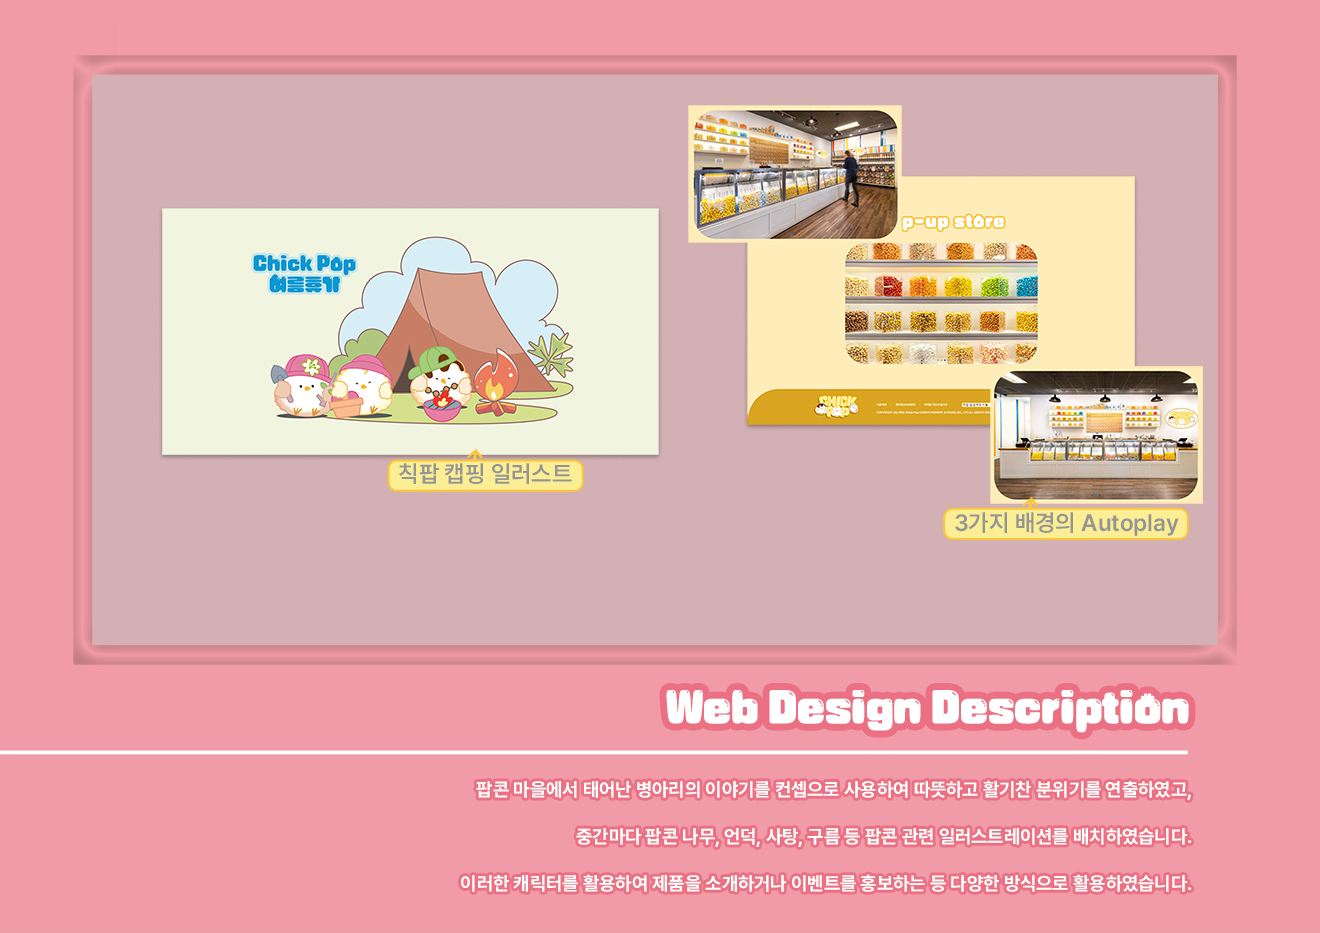 Chick Pop
여름휴가
칙팝 캠핑 일러스트
p-up store
CHICK
POP
3가지 배경의 Autoplay
Web Design Description
팝콘 마을에서 태어난 병아리의 이야기를 컨셉으로 사용하여 따뜻하고 활기찬 분위기를 연출하였고,
중간마다 팝콘 나무, 언덕, 사탕, 구름 등 팝콘 관련 일러스트레이션을 배치하였습니다.
이러한 캐릭터를 활용하여 제품을 소개하거나 이벤트를 홍보하는 등 다양한 방식으로 활용하였습니다.